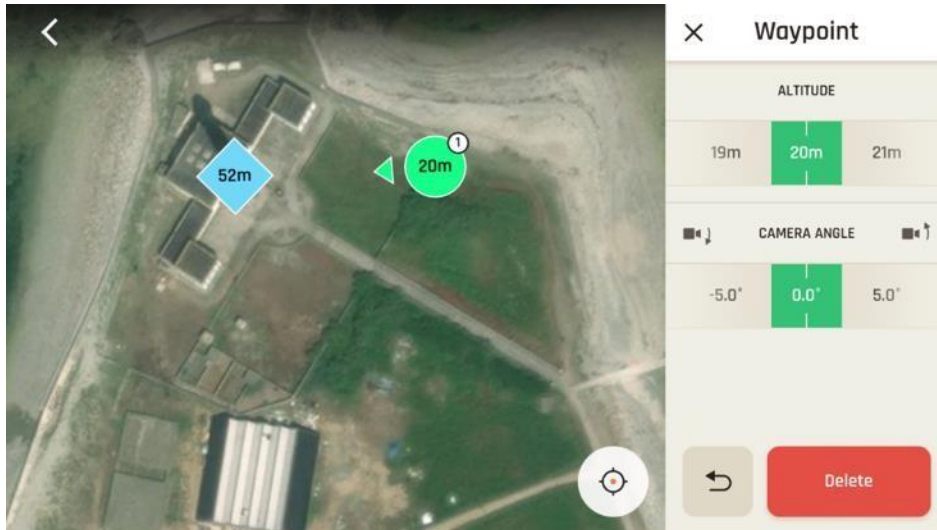 Waypoint
ALTITUDE
19m 20m 21m
CAMERA ANGLE
-5.0° 0.0° 5.0°
Delete
52m
20m
1